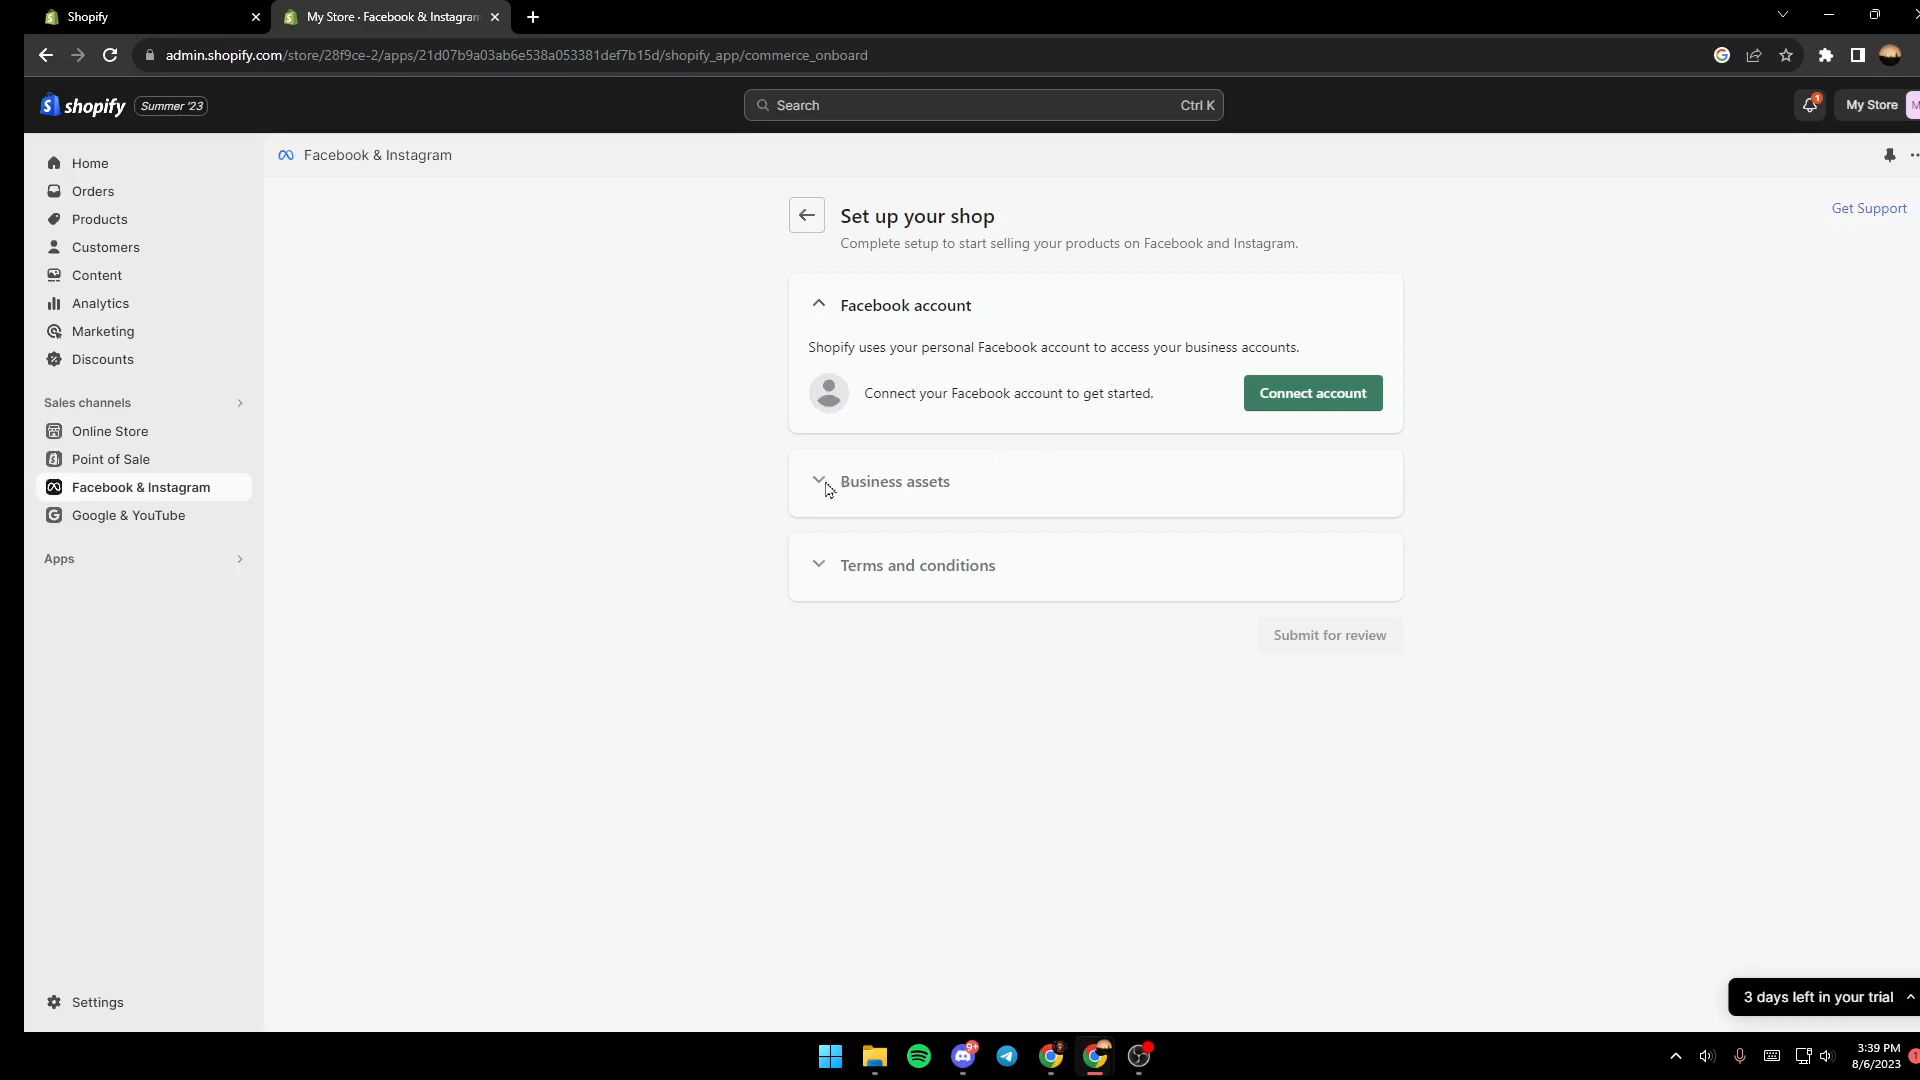 Shopify
My Store · Facebook & Instagram
admin.shopify.com/store/28f9ce-2/apps/21d07b9a03ab6e538a053381def7b15d/shopify_app/commerce_onboard
shopify Summer '23
Search Ctrl K
1
My Store
Home
Orders
Products
Customers
Content
Analytics
Marketing
Discounts
Sales channels
Online Store
Point of Sale
Facebook & Instagram
Google & YouTube
Apps
Settings
Facebook & Instagram
Get Support
Set up your shop
Complete setup to start selling your products on Facebook and Instagram.
Facebook account
Shopify uses your personal Facebook account to access your business accounts.
Connect your Facebook account to get started.
Connect account
Business assets
Terms and conditions
Submit for review
3 days left in your trial
9+
3:39 PM
8/6/2023
1